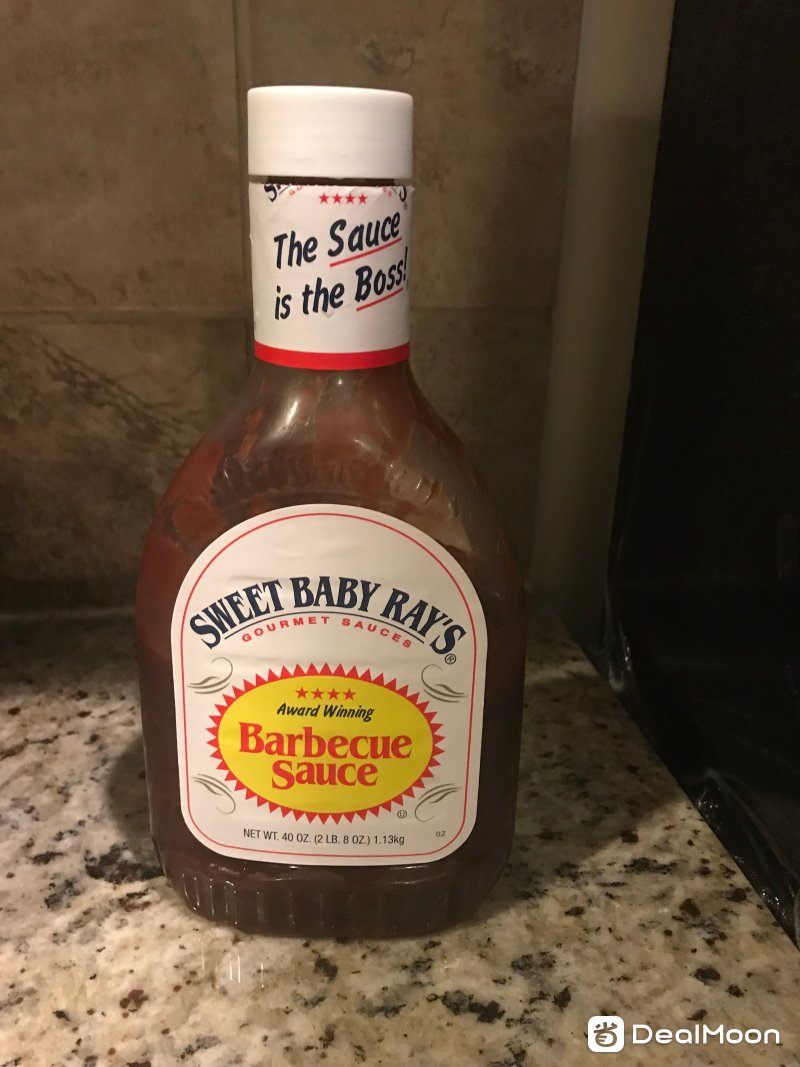 ★★★★
The Sauce
is the Boss!
SWEET BABY RAY'S®
GOURMET SAUCES
★★★★
Award Winning
Barbecue
Sauce
Ⓤ
NET WT. 40 OZ. (2 LB. 8 OZ.) 1.13kg
02
DealMoon